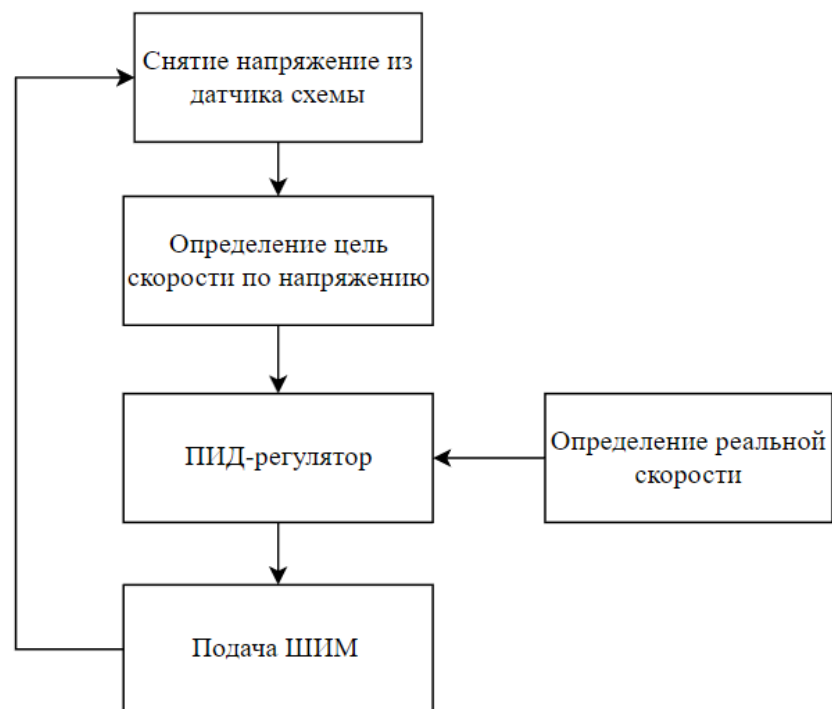 Снятие напряжение из
датчика схемы
Определение цель
скорости по напряжению
ПИД-регулятор
Определение реальной
скорости
Подача ШИМ